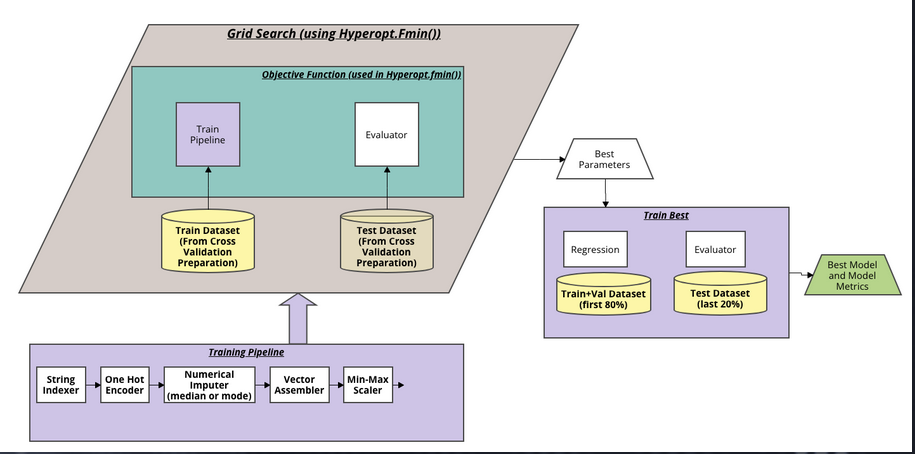 Grid Search (using Hyperopt.Fmin())
Objective Function (used in Hyperopt.fmin())
Train
Pipeline
Evaluator
Train Dataset
(From Cross
Validation
Preparation)
Test Dataset
(From Cross
Validation
Preparation)
Best
Parameters
Train Best
Regression
Evaluator
Train+Val Dataset
(first 80%)
Test Dataset
(last 20%)
Best Model
and Model
Metrics
Training Pipeline
String
Indexer
One Hot
Encoder
Numerical
Imputer
(median or mode)
Vector
Assembler
Min-Max
Scaler